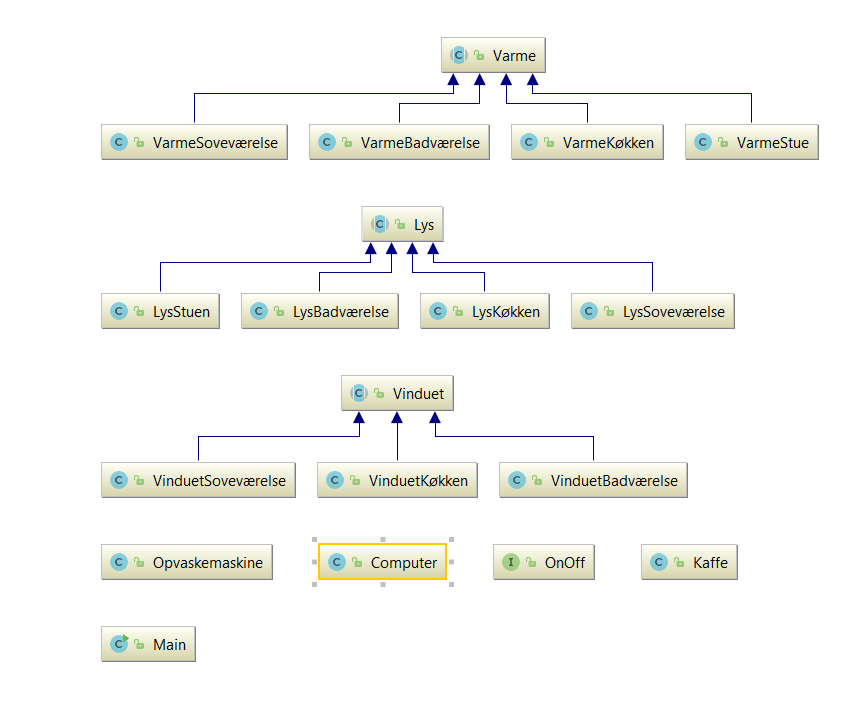 Varme
VarmeSoveværelse
VarmeBadværelse
VarmeKøkken
VarmeStue
Lys
LysStuen
LysBadværelse
LysKøkken
LysSoveværelse
Vinduet
VinduetSoveværelse
VinduetKøkken
VinduetBadværelse
Opvaskemaskine
Computer
OnOff
Kaffe
Main